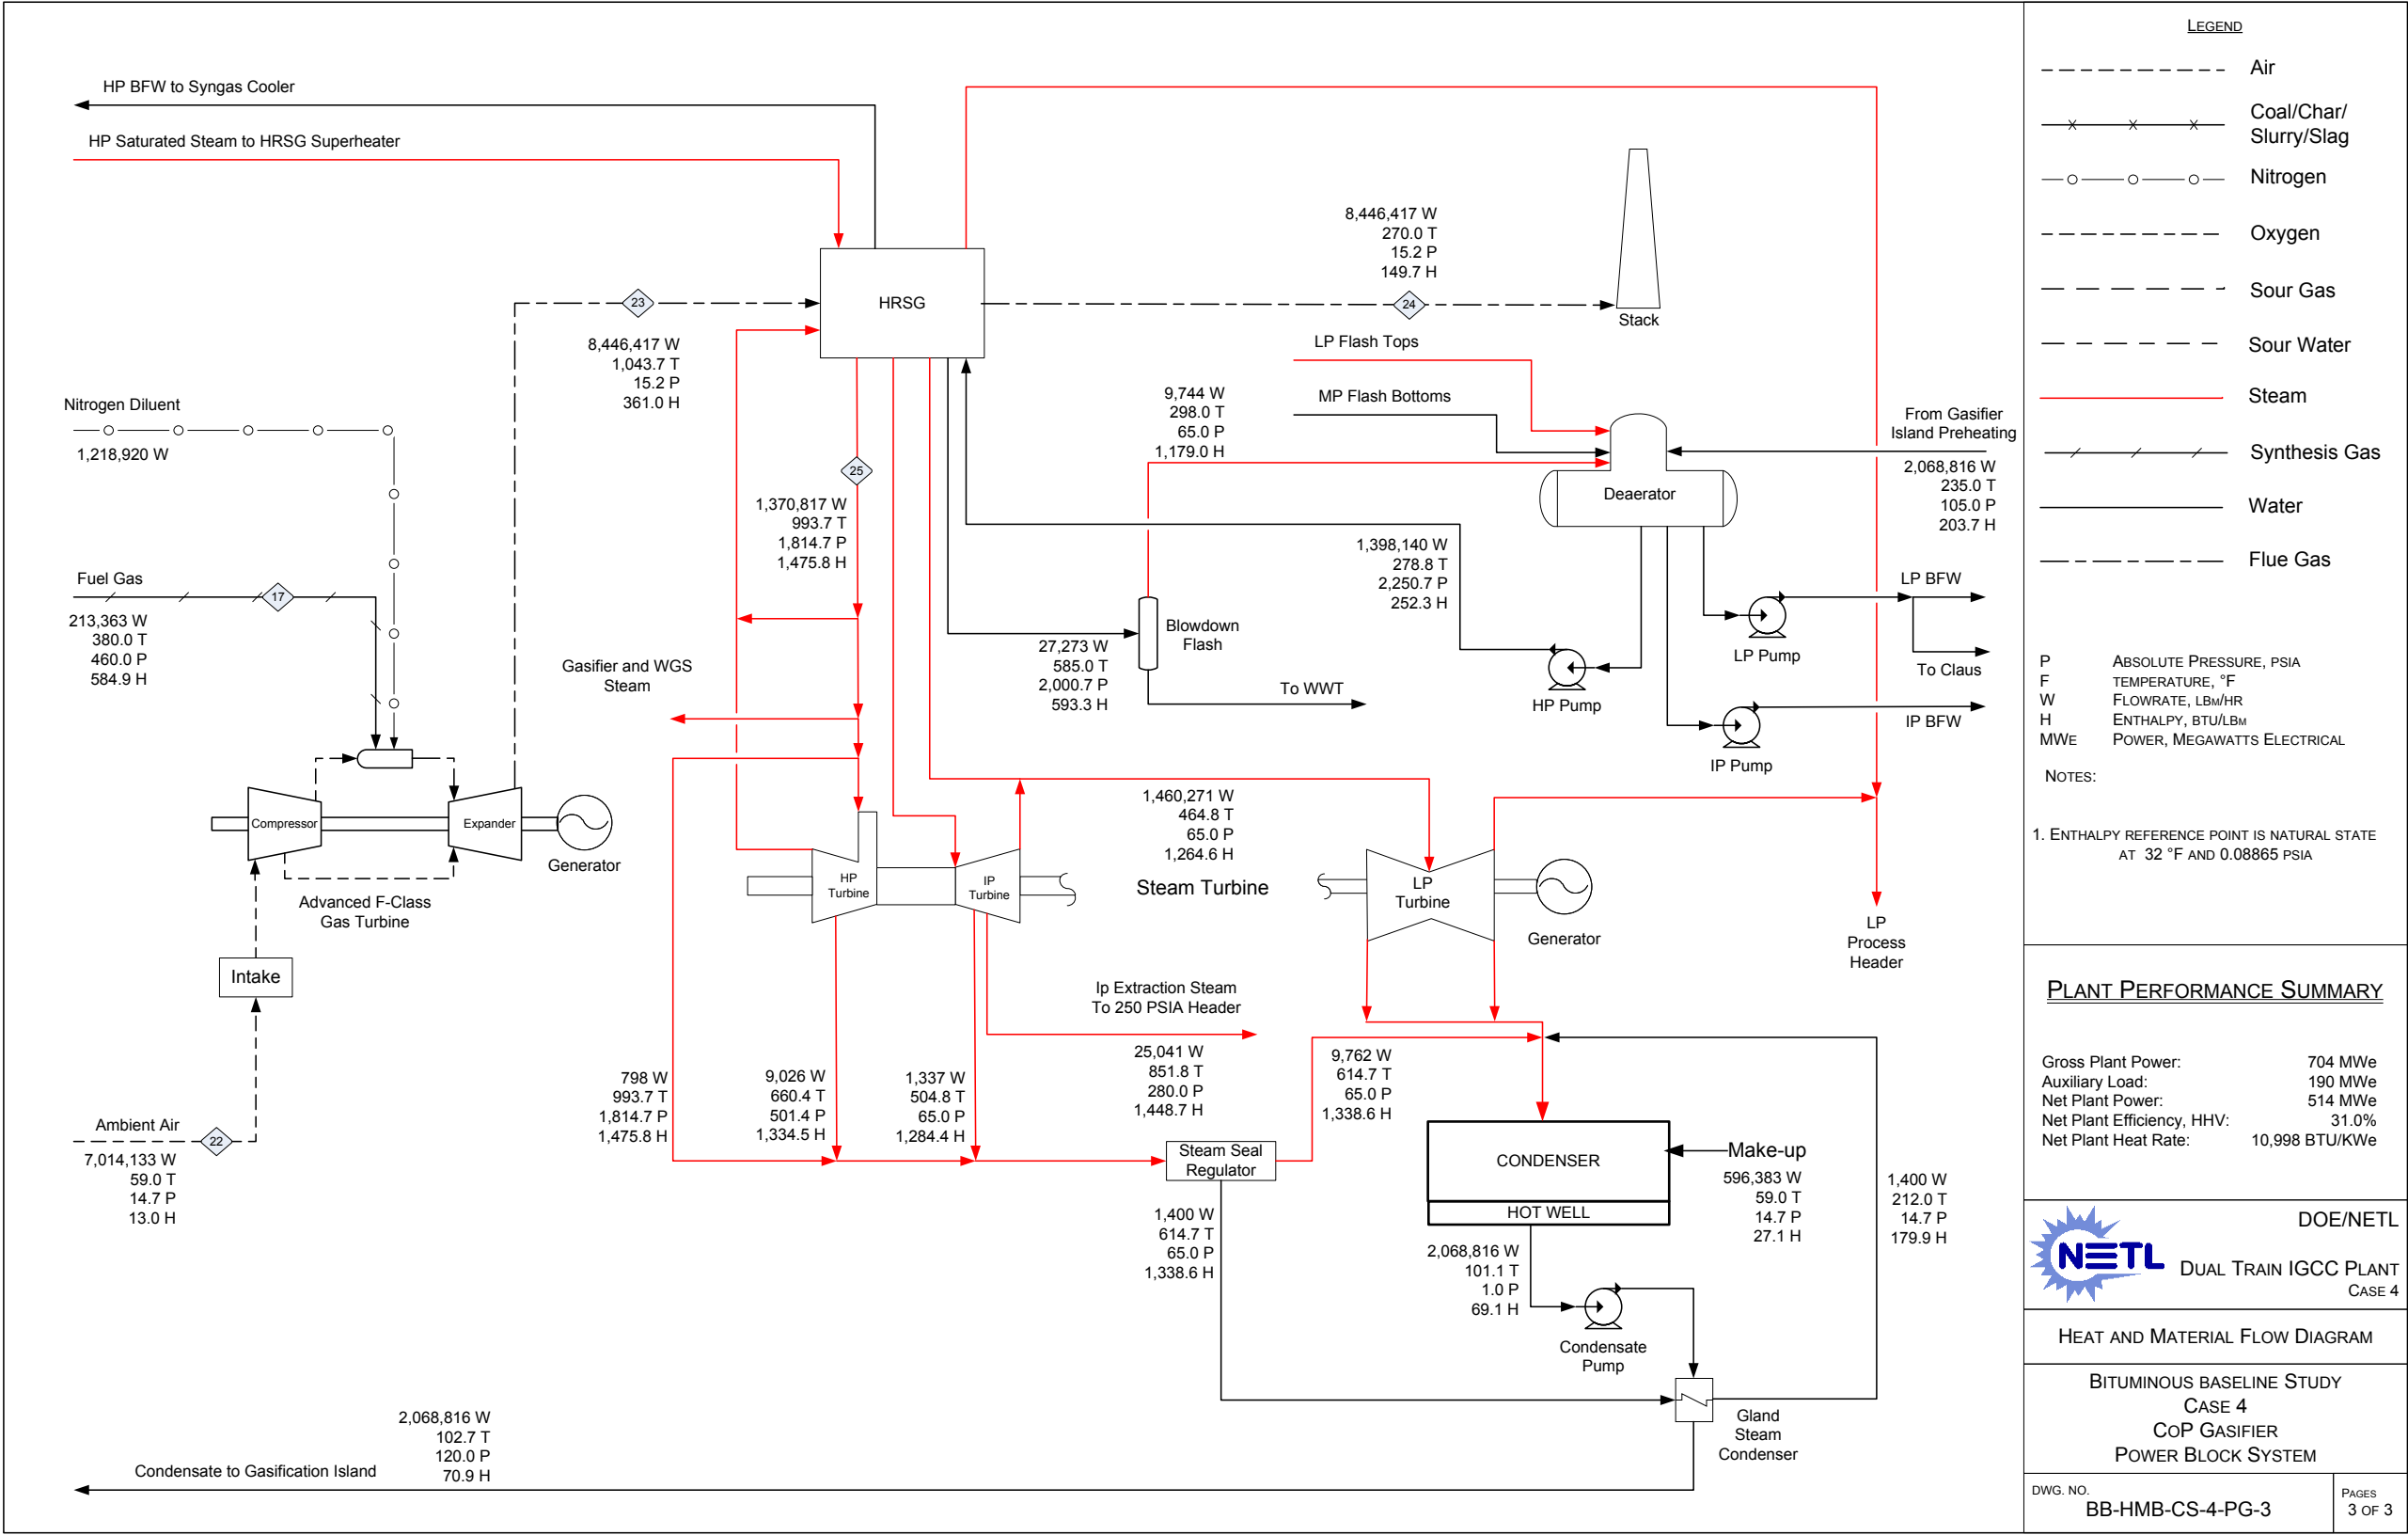 HP BFW to Syngas Cooler
HP Saturated Steam to HRSG Superheater
HRSG
23
8,446,417 W
1,043.7 T
15.2 P
361.0 H
8,446,417 W
270.0 T
15.2 P
149.7 H
24
Stack
Nitrogen Diluent
1,218,920 W
Fuel Gas
17
213,363 W
380.0 T
460.0 P
584.9 H
25
1,370,817 W
993.7 T
1,814.7 P
1,475.8 H
LP Flash Tops
MP Flash Bottoms
9,744 W
298.0 T
65.0 P
1,179.0 H
From Gasifier
Island Preheating
2,068,816 W
235.0 T
105.0 P
203.7 H
Deaerator
1,398,140 W
278.8 T
2,250.7 P
252.3 H
LP BFW
LP Pump
To Claus
HP Pump
IP BFW
IP Pump
Blowdown
Flash
27,273 W
585.0 T
2,000.7 P
593.3 H
To WWT
Gasifier and WGS
Steam
Compressor
Expander
Generator
Advanced F-Class
Gas Turbine
Intake
Ambient Air
22
7,014,133 W
59.0 T
14.7 P
13.0 H
HP
Turbine
IP
Turbine
1,460,271 W
464.8 T
65.0 P
1,264.6 H
Steam Turbine
LP
Turbine
Generator
LP
Process
Header
Ip Extraction Steam
To 250 PSIA Header
25,041 W
851.8 T
280.0 P
1,448.7 H
798 W
993.7 T
1,814.7 P
1,475.8 H
9,026 W
660.4 T
501.4 P
1,334.5 H
1,337 W
504.8 T
65.0 P
1,284.4 H
9,762 W
614.7 T
65.0 P
1,338.6 H
Steam Seal
Regulator
1,400 W
614.7 T
65.0 P
1,338.6 H
CONDENSER
HOT WELL
Make-up
596,383 W
59.0 T
14.7 P
27.1 H
1,400 W
212.0 T
14.7 P
179.9 H
2,068,816 W
101.1 T
1.0 P
69.1 H
Condensate
Pump
Gland
Steam
Condenser
2,068,816 W
102.7 T
120.0 P
70.9 H
Condensate to Gasification Island
LEGEND
Air
Coal/Char/
Slurry/Slag
Nitrogen
Oxygen
Sour Gas
Sour Water
Steam
Synthesis Gas
Water
Flue Gas
P ABSOLUTE PRESSURE, PSIA
F TEMPERATURE, °F
W FLOWRATE, LBM/HR
H ENTHALPY, BTU/LBM
MWE POWER, MEGAWATTS ELECTRICAL
NOTES:
1. ENTHALPY REFERENCE POINT IS NATURAL STATE
AT 32 °F AND 0.08865 PSIA
PLANT PERFORMANCE SUMMARY
Gross Plant Power: 704 MWe
Auxiliary Load: 190 MWe
Net Plant Power: 514 MWe
Net Plant Efficiency, HHV: 31.0%
Net Plant Heat Rate: 10,998 BTU/KWe
NETL
DOE/NETL
DUAL TRAIN IGCC PLANT
CASE 4
HEAT AND MATERIAL FLOW DIAGRAM
BITUMINOUS BASELINE STUDY
CASE 4
COP GASIFIER
POWER BLOCK SYSTEM
DWG. NO.
BB-HMB-CS-4-PG-3
PAGES
3 OF 3